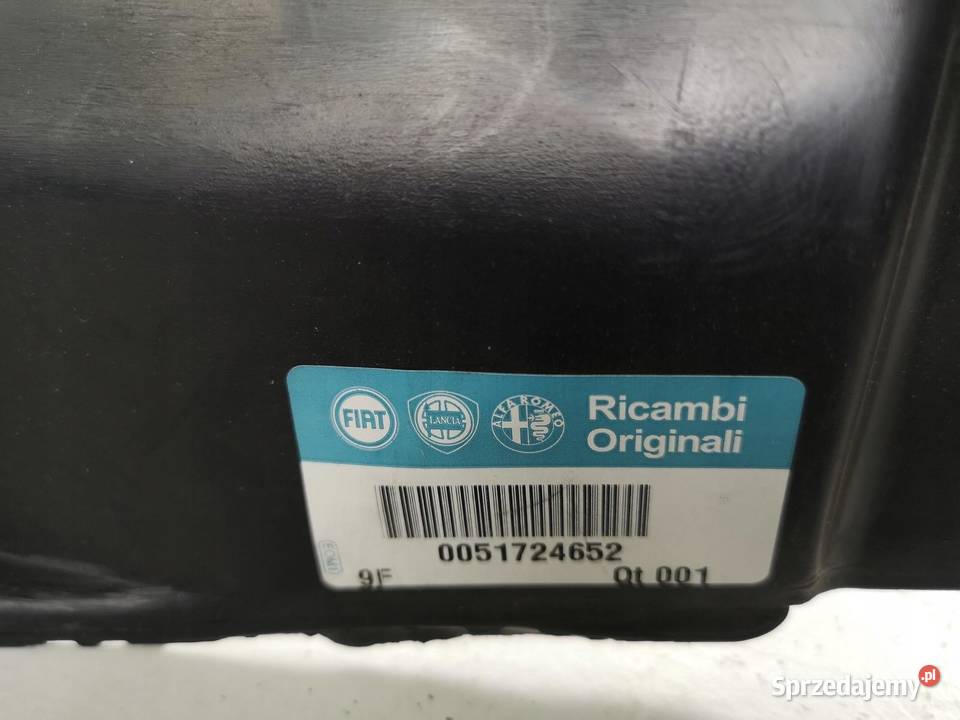 FIAT
LANCIA
ALFA ROMEO
Ricambi
Originali
0051724652
9F
Qt 001
Sprzedajemy.pl